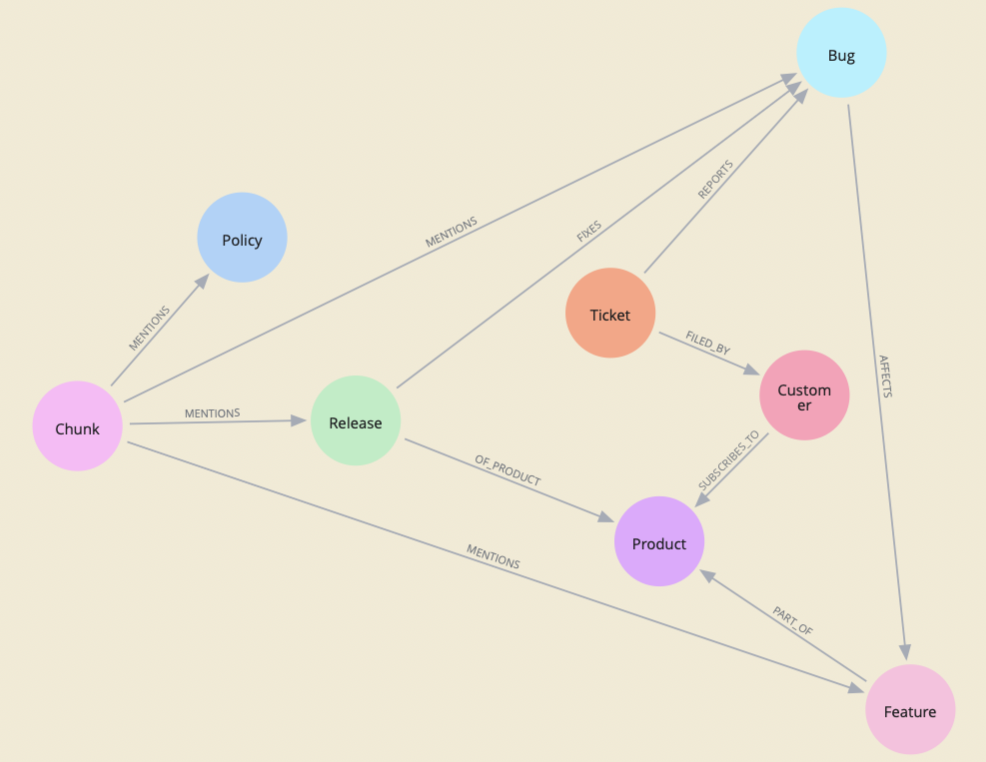 Bug
MENTIONS
REPORTS
FIXES
Policy
MENTIONS
Ticket
FILED_BY
AFFECTS
Custom
er
Chunk
MENTIONS
Release
SUBSCRIBES_TO
OF_PRODUCT
Product
MENTIONS
PART_OF
Feature